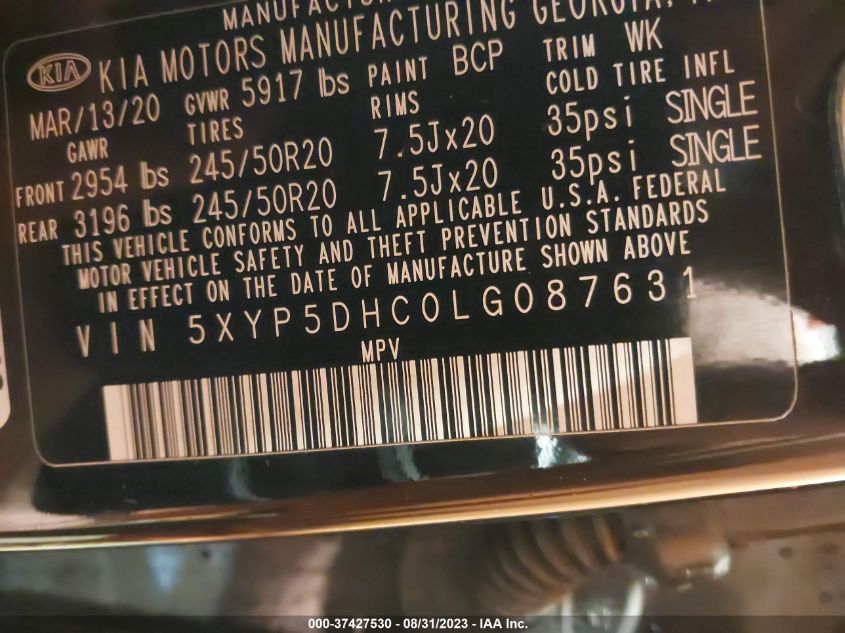 MANUFAC
KIA KIA MOTORS MANUFACTURING GEORGIA,
MAR/13/20 GVWR 5917 lbs PAINT BCP TRIM WK
GAWR TIRES RIMS COLD TIRE INFL
FRONT 2954 lbs 245/50R20 7.5Jx20 35psi SINGLE
REAR 3196 lbs 245/50R20 7.5Jx20 35psi SINGLE
THIS VEHICLE CONFORMS TO ALL APPLICABLE U.S.A. FEDERAL
MOTOR VEHICLE SAFETY AND THEFT PREVENTION STANDARDS
IN EFFECT ON THE DATE OF MANUFACTURE SHOWN ABOVE
VIN 5XYP5DHC0LG087631
MPV
000-37427530 - 08/31/2023 - IAA Inc.